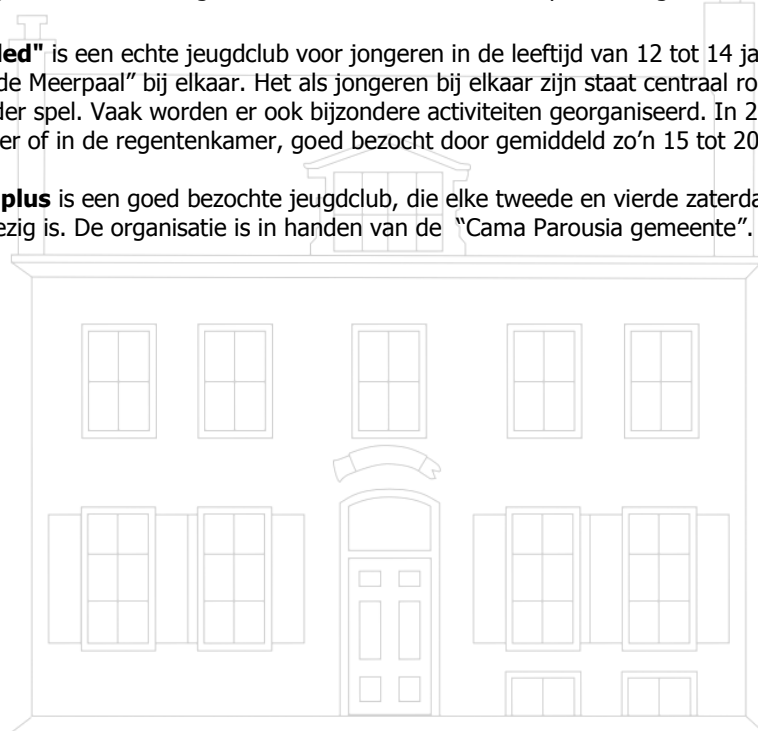 led" is een echte jeugdclub voor jongeren in de leeftijd van 12 tot 14 ja
de Meerpaal” bij elkaar. Het als jongeren bij elkaar zijn staat centraal ro
der spel. Vaak worden er ook bijzondere activiteiten georganiseerd. In 2
er of in de regentenkamer, goed bezocht door gemiddeld zo’n 15 tot 20
plus is een goed bezochte jeugdclub, die elke tweede en vierde zaterda
ezig is. De organisatie is in handen van de “Cama Parousia gemeente”.